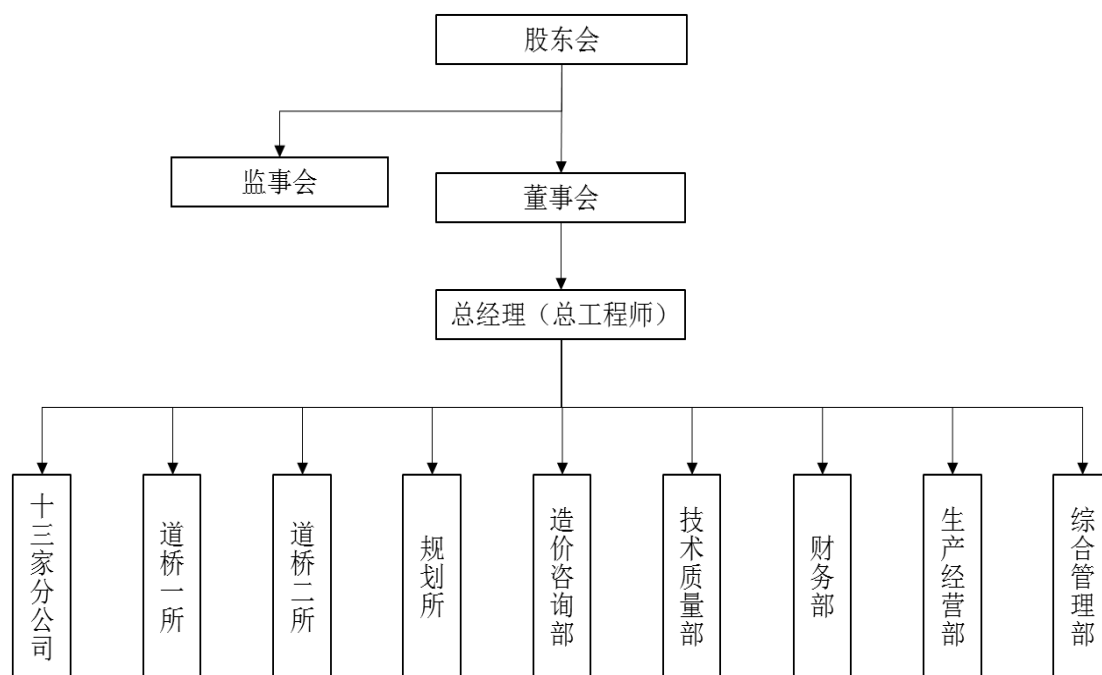 股东会
监事会
董事会
总经理（总工程师）
十三家分公司
道桥一所
道桥二所
规划所
造价咨询部
技术质量部
财务部
生产经营部
综合管理部